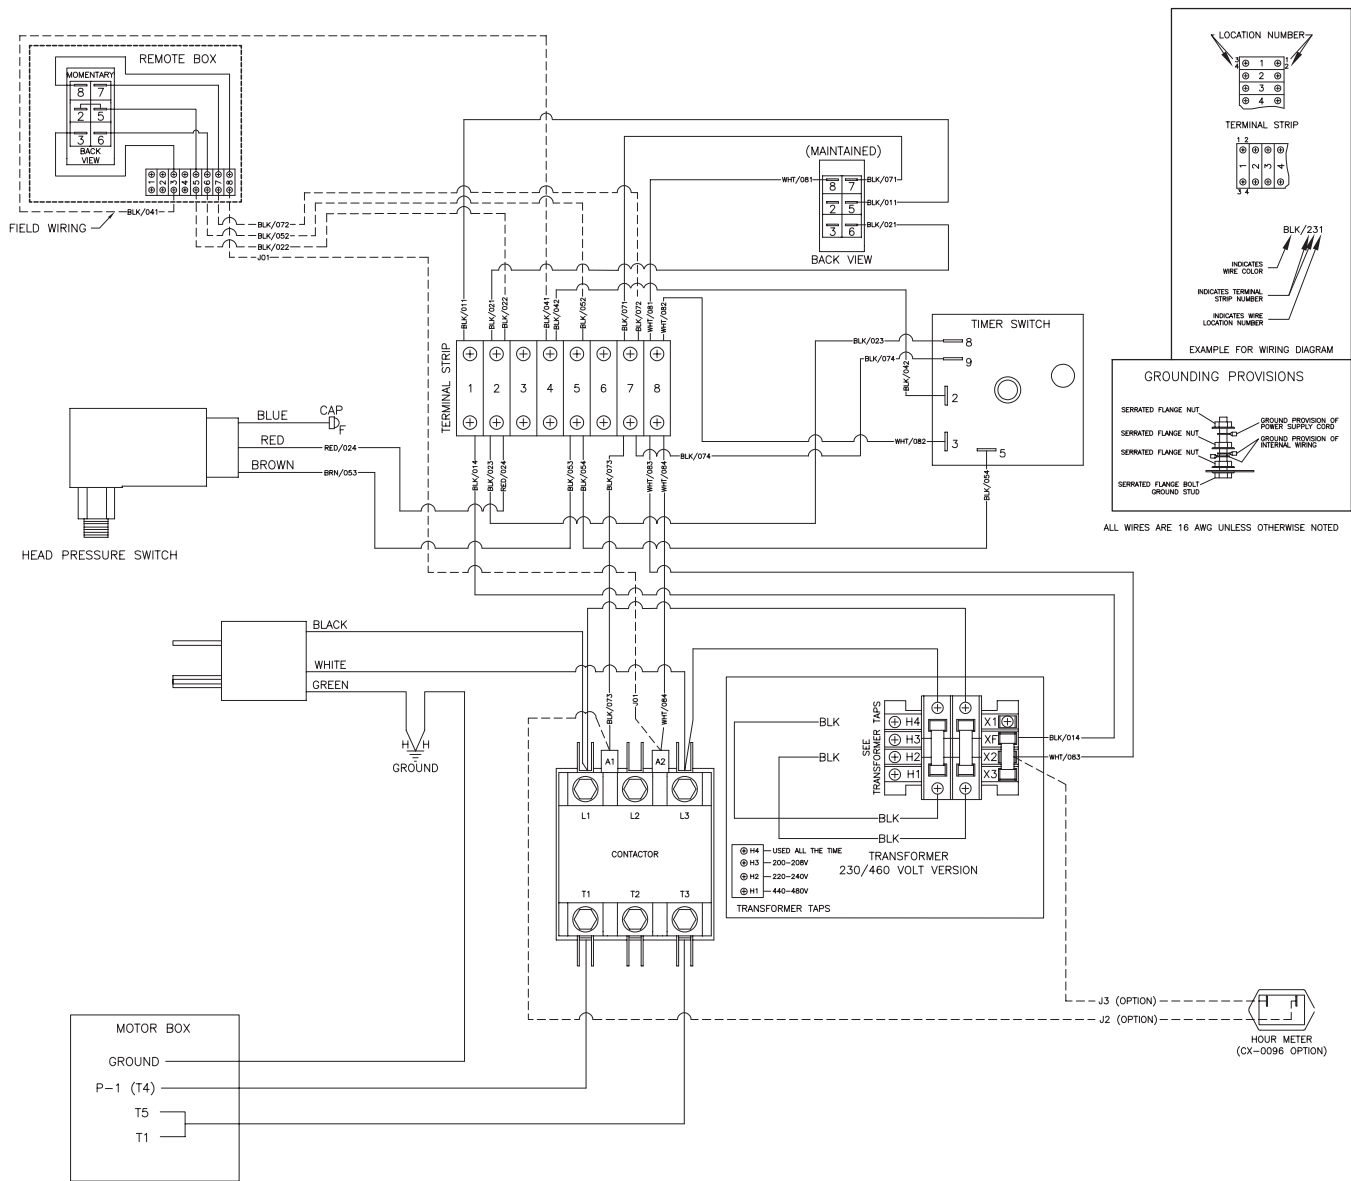 REMOTE BOX
MOMENTARY
8 7
2 5
3 6
BACK
VIEW
1 2 3 4 5 6 7 8
BLK/041
FIELD WIRING
BLK/072
BLK/052
BLK/022
J01
(MAINTAINED)
WHT/081
8 7
BLK/071
2 5
BLK/011
3 6
BLK/021
BACK VIEW
LOCATION NUMBER
3 1
4 2
1
2
3
4
TERMINAL STRIP
1 2
1 2 3 4
3 4
BLK/231
INDICATES
WIRE COLOR
INDICATES TERMINAL
STRIP NUMBER
INDICATES WIRE
LOCATION NUMBER
EXAMPLE FOR WIRING DIAGRAM
GROUNDING PROVISIONS
SERRATED FLANGE NUT
GROUND PROVISION OF
POWER SUPPLY CORD
SERRATED FLANGE NUT
GROUND PROVISION OF
INTERNAL WIRING
SERRATED FLANGE NUT
SERRATED FLANGE BOLT
GROUND STUD
ALL WIRES ARE 16 AWG UNLESS OTHERWISE NOTED
BLK/011
BLK/021
BLK/022
BLK/041
BLK/042
BLK/052
BLK/071
BLK/072
WHT/081
WHT/082
TERMINAL STRIP
1 2 3 4 5 6 7 8
BLK/014
BLK/023
RED/024
BLK/053
BLK/054
BLK/073
BLK/074
WHT/083
WHT/084
TIMER SWITCH
BLK/023
8
BLK/074
9
BLK/042
2
WHT/082
3
5
BLK/054
BLUE
CAP
F
RED
RED/024
BROWN
BRN/053
HEAD PRESSURE SWITCH
BLACK
WHITE
GREEN
H H
GROUND
BLK/073
J01
WHT/084
A1
A2
L1 L2 L3
CONTACTOR
T1 T2 T3
SEE
TRANSFORMER TAPS
BLK
BLK
H4
H3
H2
H1
X1
XF
X2
X3
BLK/014
WHT/083
BLK
BLK
TRANSFORMER
230/460 VOLT VERSION
H4 USED ALL THE TIME
H3 200-208V
H2 220-240V
H1 440-480V
TRANSFORMER TAPS
J3 (OPTION)
J2 (OPTION)
HOUR METER
(CX-0096 OPTION)
MOTOR BOX
GROUND
P-1 (T4)
T5
T1